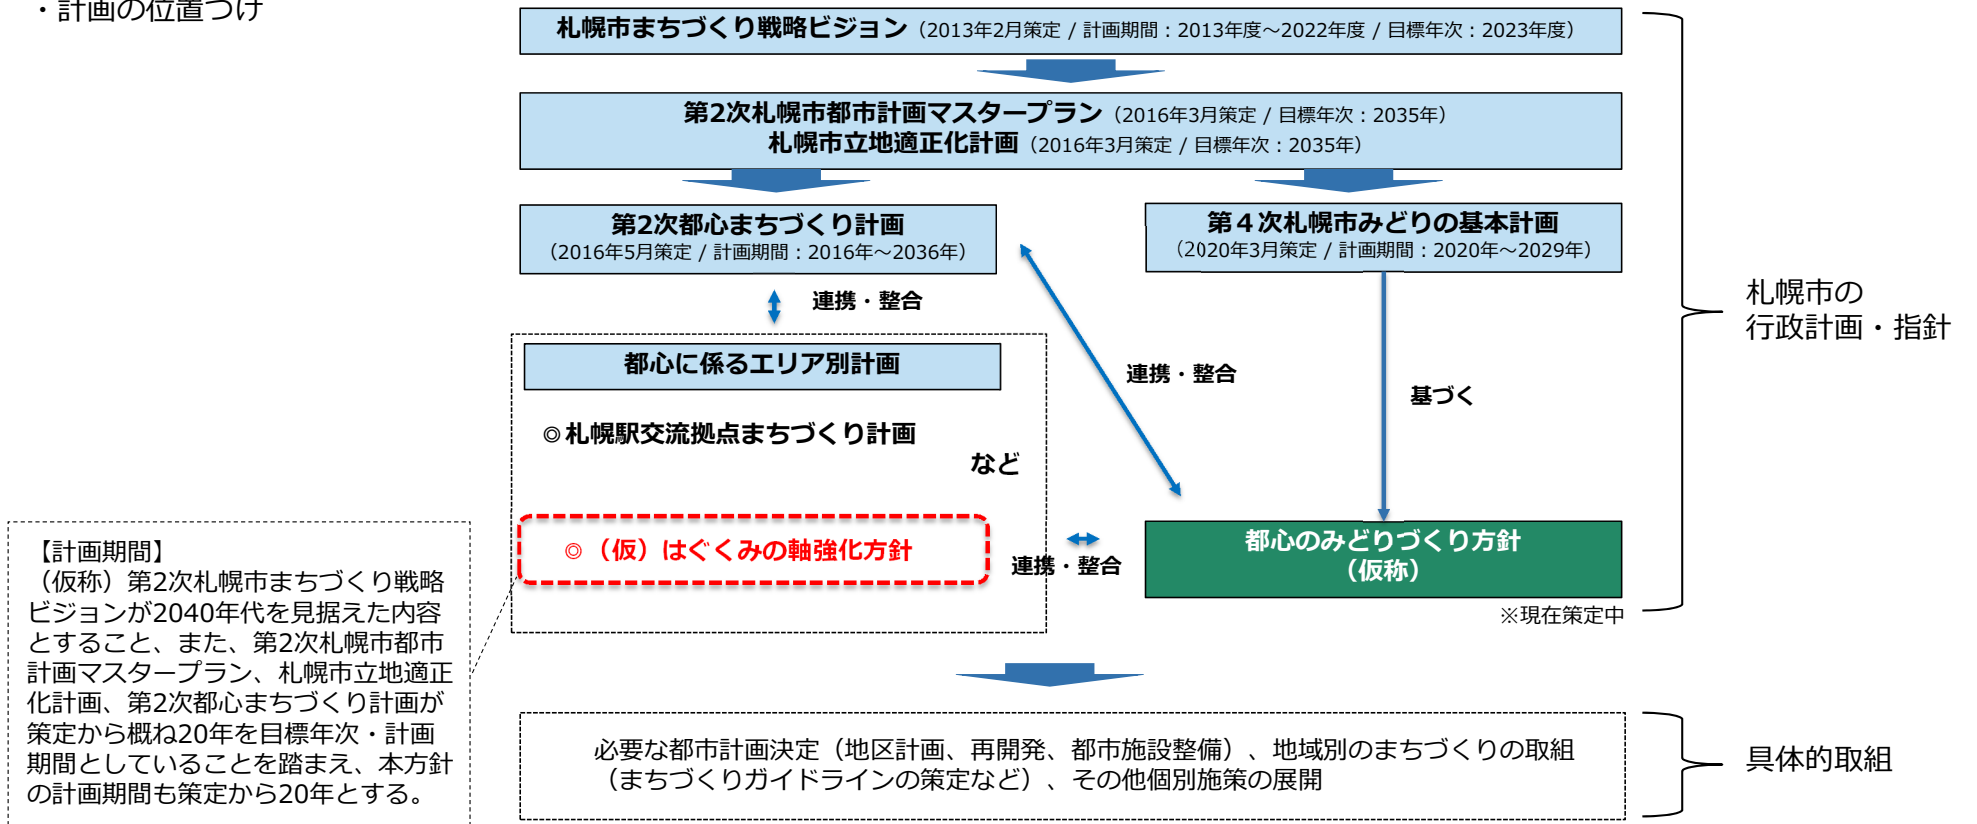 ・計画の位置づけ
札幌市まちづくり戦略ビジョン（2013年2月策定 / 計画期間：2013年度～2022年度 / 目標年次：2023年度）
第2次札幌市都市計画マスタープラン（2016年3月策定 / 目標年次：2035年）
札幌市立地適正化計画（2016年3月策定 / 目標年次：2035年）
第2次都心まちづくり計画
（2016年5月策定 / 計画期間：2016年～2036年）
第４次札幌市みどりの基本計画
（2020年3月策定 / 計画期間：2020年～2029年）
連携・整合
都心に係るエリア別計画
◎札幌駅交流拠点まちづくり計画
など
◎（仮）はぐくみの軸強化方針
連携・整合
基づく
連携・整合
都心のみどりづくり方針
（仮称）
※現在策定中
札幌市の
行政計画・指針
【計画期間】
（仮称）第2次札幌市まちづくり戦略
ビジョンが2040年代を見据えた内容
とすること、また、第2次札幌市都市
計画マスタープラン、札幌市立地適正
化計画、第2次都心まちづくり計画が
策定から概ね20年を目標年次・計画
期間としていることを踏まえ、本方針
の計画期間も策定から20年とする。
必要な都市計画決定（地区計画、再開発、都市施設整備）、地域別のまちづくりの取組
（まちづくりガイドラインの策定など）、その他個別施策の展開
具体的取組